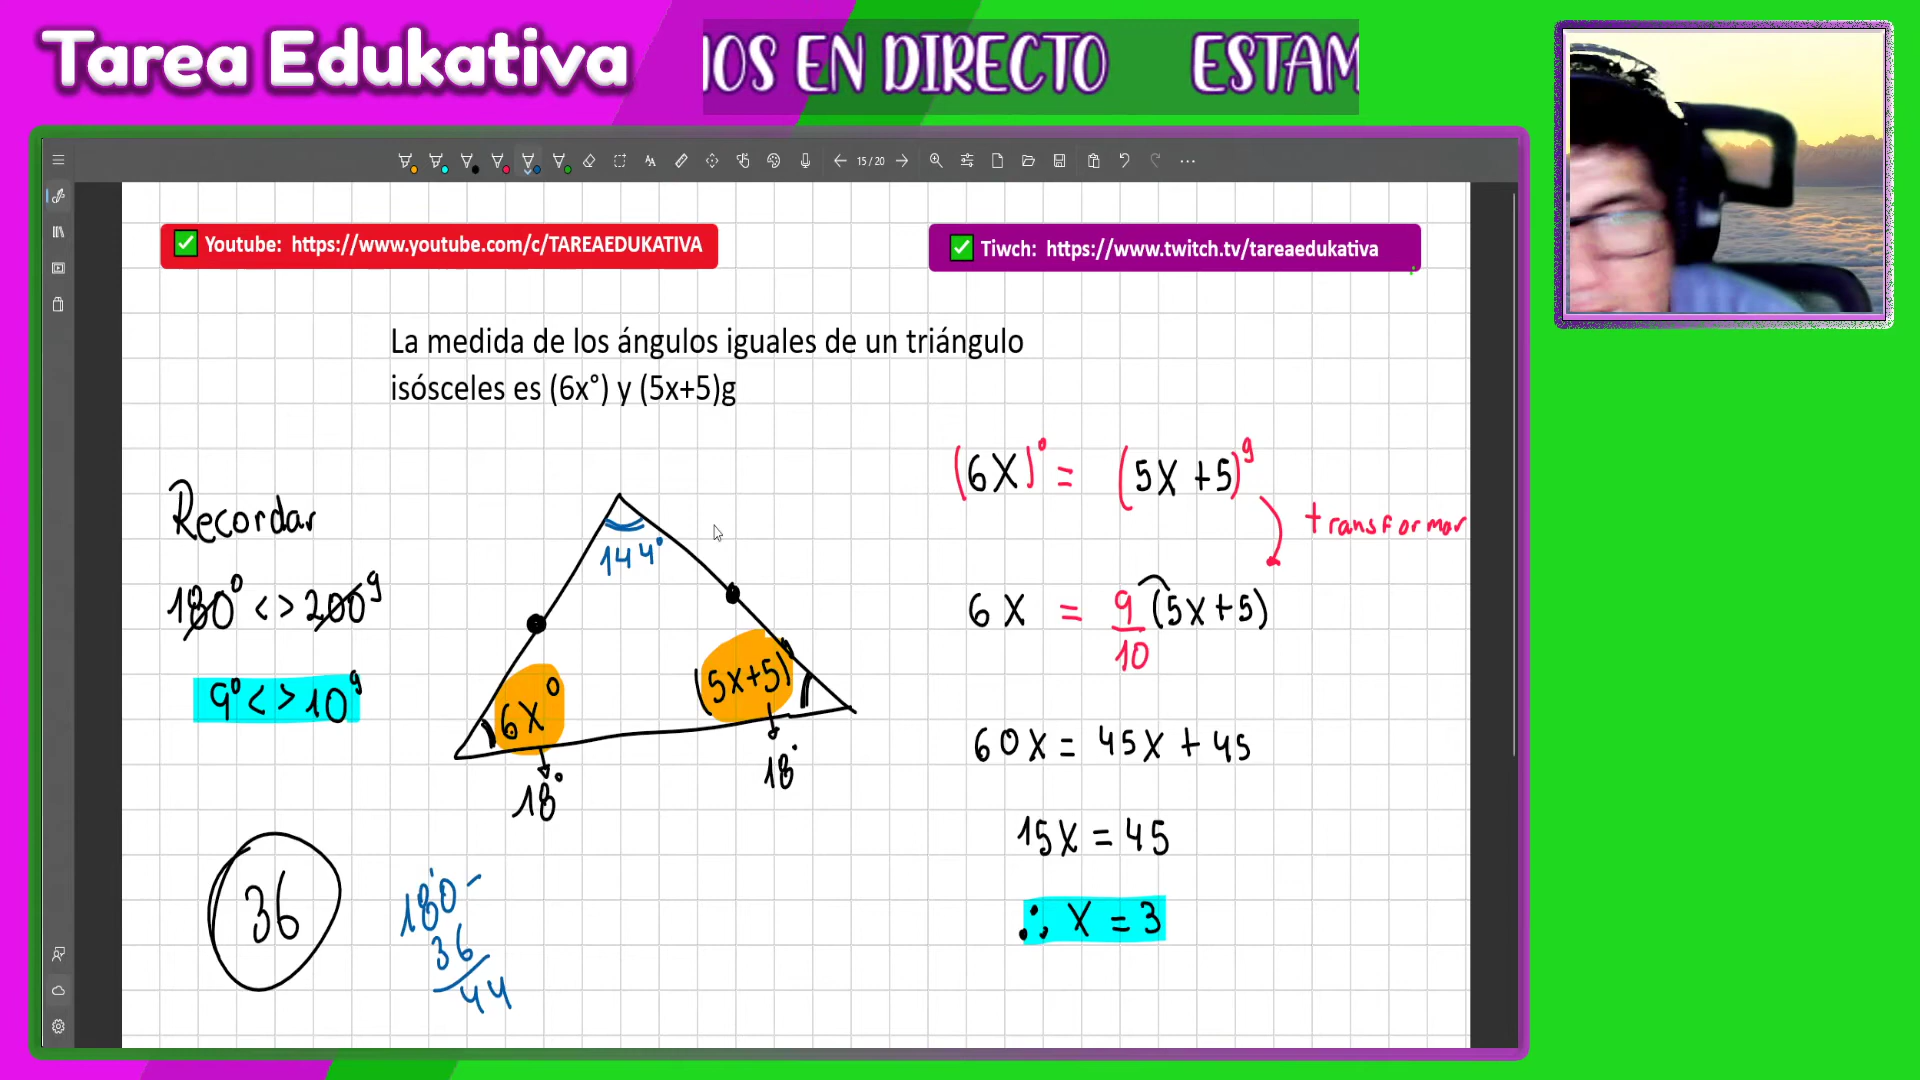 Tarea Edukativa
IOS EN DIRECTO ESTAM
15 / 20
Youtube: https://www.youtube.com/c/TAREAEDUKATIVA
Tiwch: https://www.twitch.tv/tareaedukativa
La medida de los ángulos iguales de un triángulo
isósceles es (6x°) y (5x+5)g
Recordar
180° <> 200g
9° <> 10g
36
144°
6X°
(5X+5)
18°
18°
180° -
36
144
(6X)° = (5X+5)g
transformar
6X = 9/10 (5X+5)
60X = 45X + 45
15X = 45
∴ X = 3